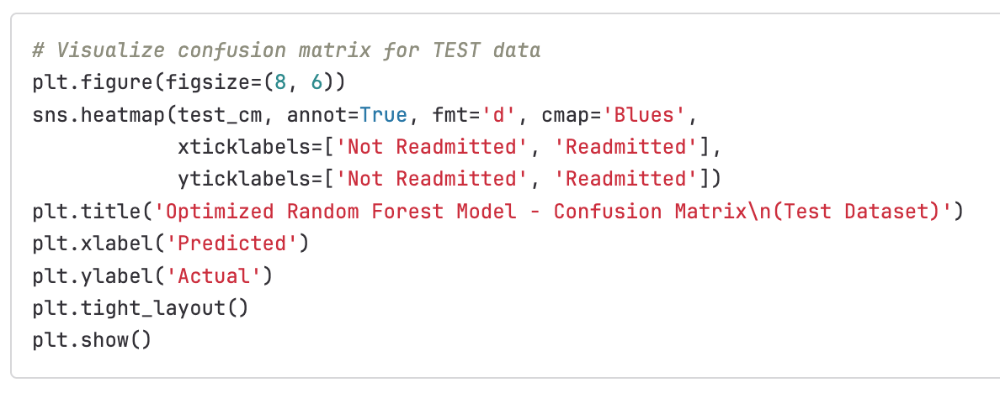 # Visualize confusion matrix for TEST data
plt.figure(figsize=(8, 6))
sns.heatmap(test_cm, annot=True, fmt='d', cmap='Blues',
            xticklabels=['Not Readmitted', 'Readmitted'],
            yticklabels=['Not Readmitted', 'Readmitted'])
plt.title('Optimized Random Forest Model - Confusion Matrix\n(Test Dataset)')
plt.xlabel('Predicted')
plt.ylabel('Actual')
plt.tight_layout()
plt.show()